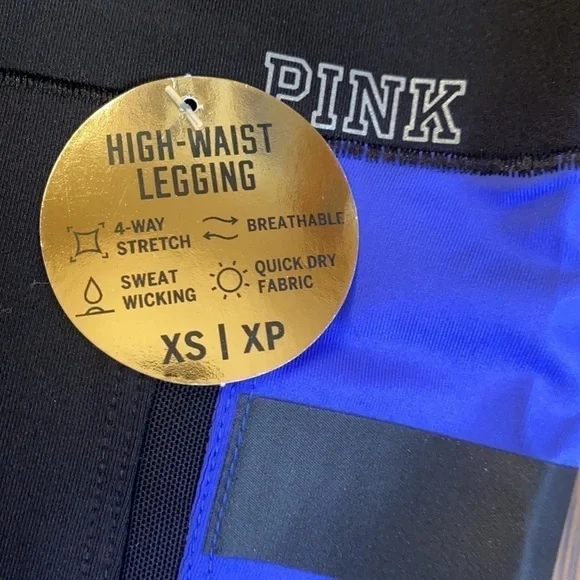 PINK
HIGH-WAIST
LEGGING
4-WAY
STRETCH
BREATHABLE
SWEAT
WICKING
QUICK DRY
FABRIC
XS | XP